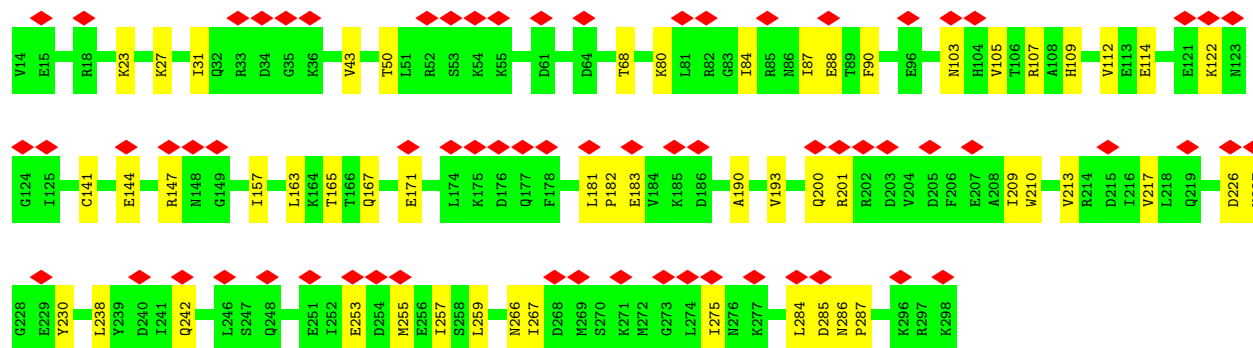 V14 E15 R18 K23 K27 I31 Q32 R33 D34 G35 K36 V43 T50 L51 R52 S53 K54 K55 D61 D64 T68 K80 L81 R82 G83 I84 R85 N86 I87 E88 T89 F90 E96 N103 H104 V105 T106 R107 A108 H109 V112 E113 E114 E121 K122 N123
G124 I125 C141 E144 R147 N148 G149 I157 L163 K164 T165 T166 Q167 E171 L174 K175 D176 Q177 F178 L181 P182 E183 V184 K185 D186 A190 V193 Q200 R201 R202 D203 V204 D205 F206 E207 A208 I209 W210 V213 R214 D215 I216 V217 L218 Q219 D226
G228 E229 Y230 L238 Y239 D240 I241 Q242 L246 S247 Q248 E251 I252 E253 D254 M255 E256 I257 S258 L259 N266 I267 D268 M269 S270 K271 M272 G273 L274 I275 N276 K277 L284 D285 N286 P287 K296 R297 K298